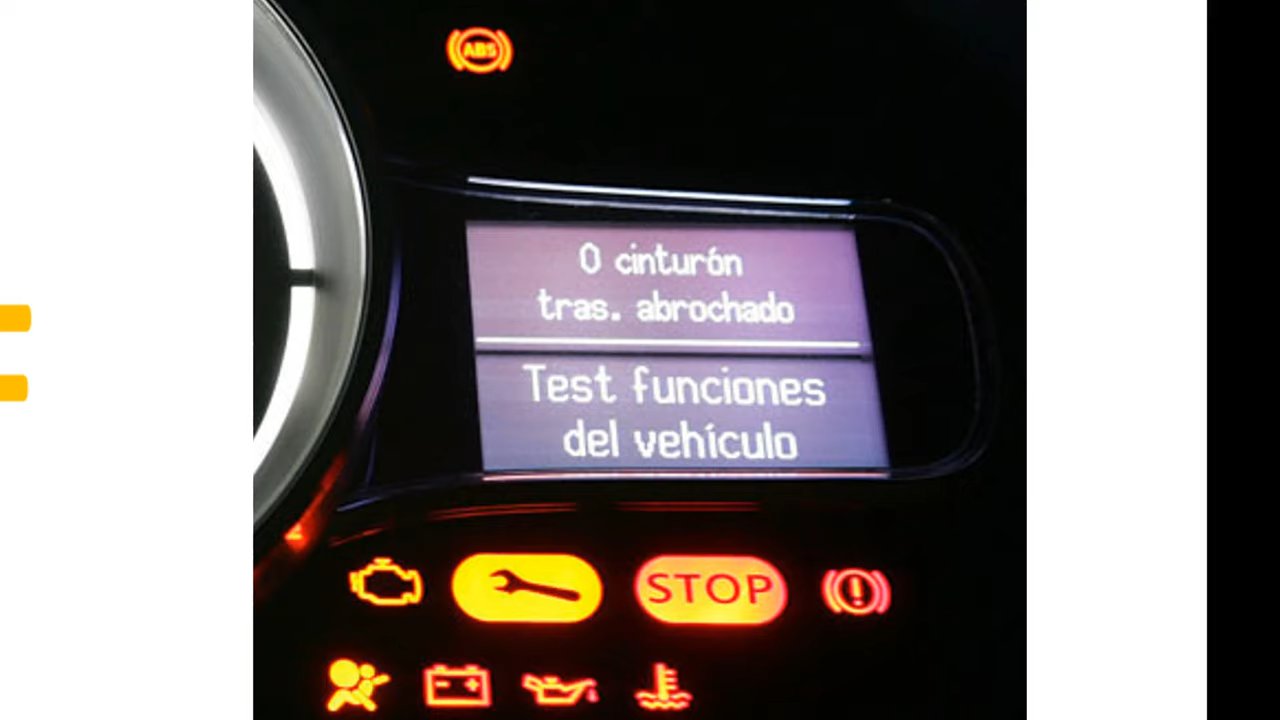 ABS
0 cinturón
tras. abrochado
Test funciones
del vehículo
STOP